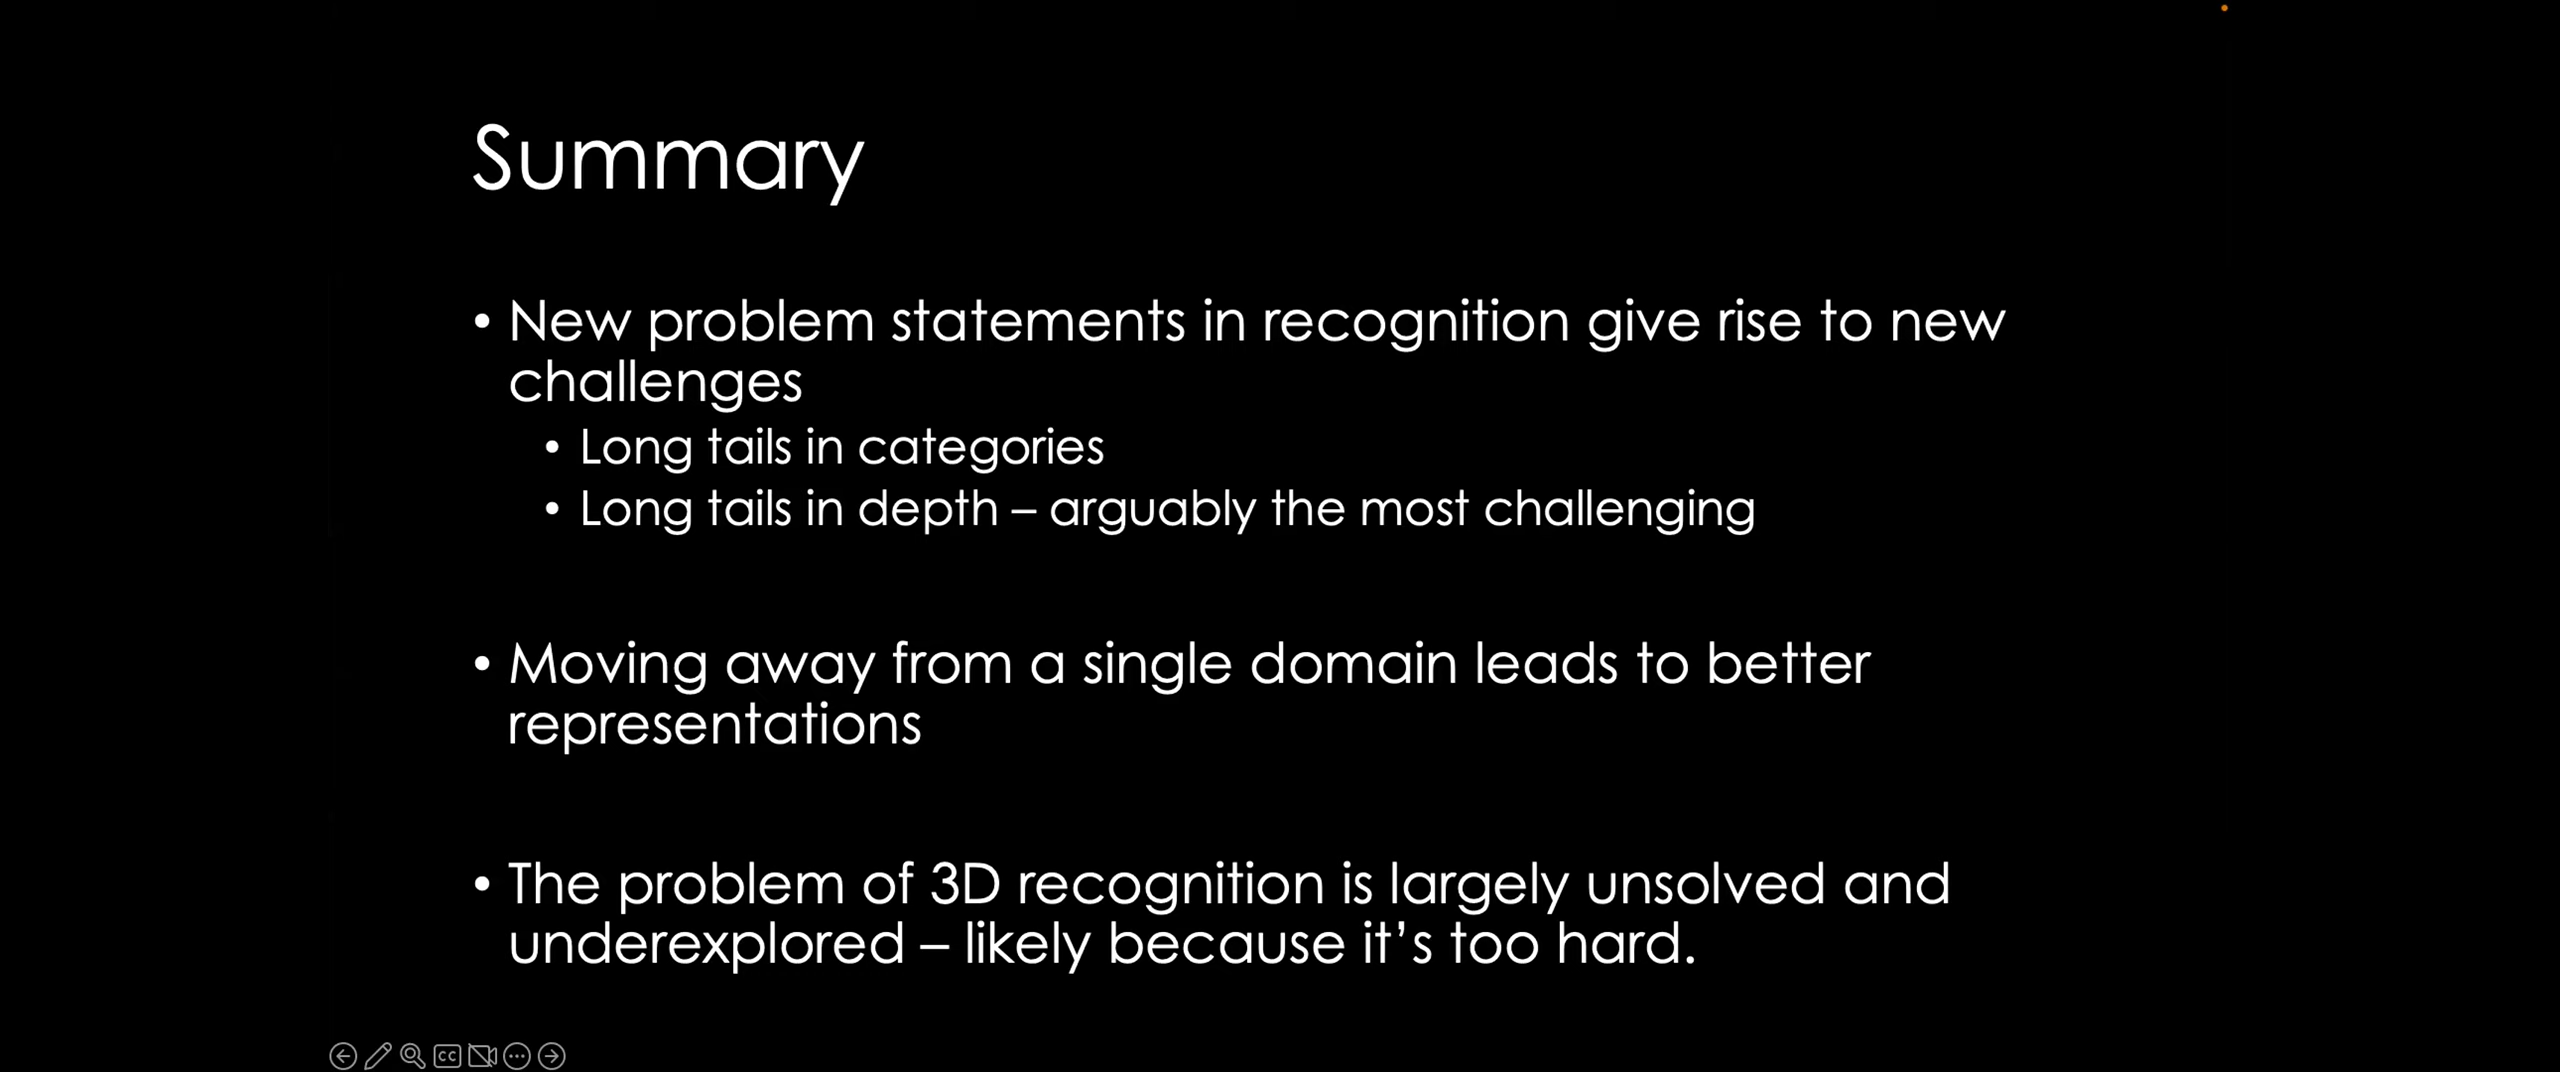 Summary
• New problem statements in recognition give rise to new
challenges
• Long tails in categories
• Long tails in depth – arguably the most challenging
• Moving away from a single domain leads to better
representations
• The problem of 3D recognition is largely unsolved and
underexplored – likely because it's too hard.
CC